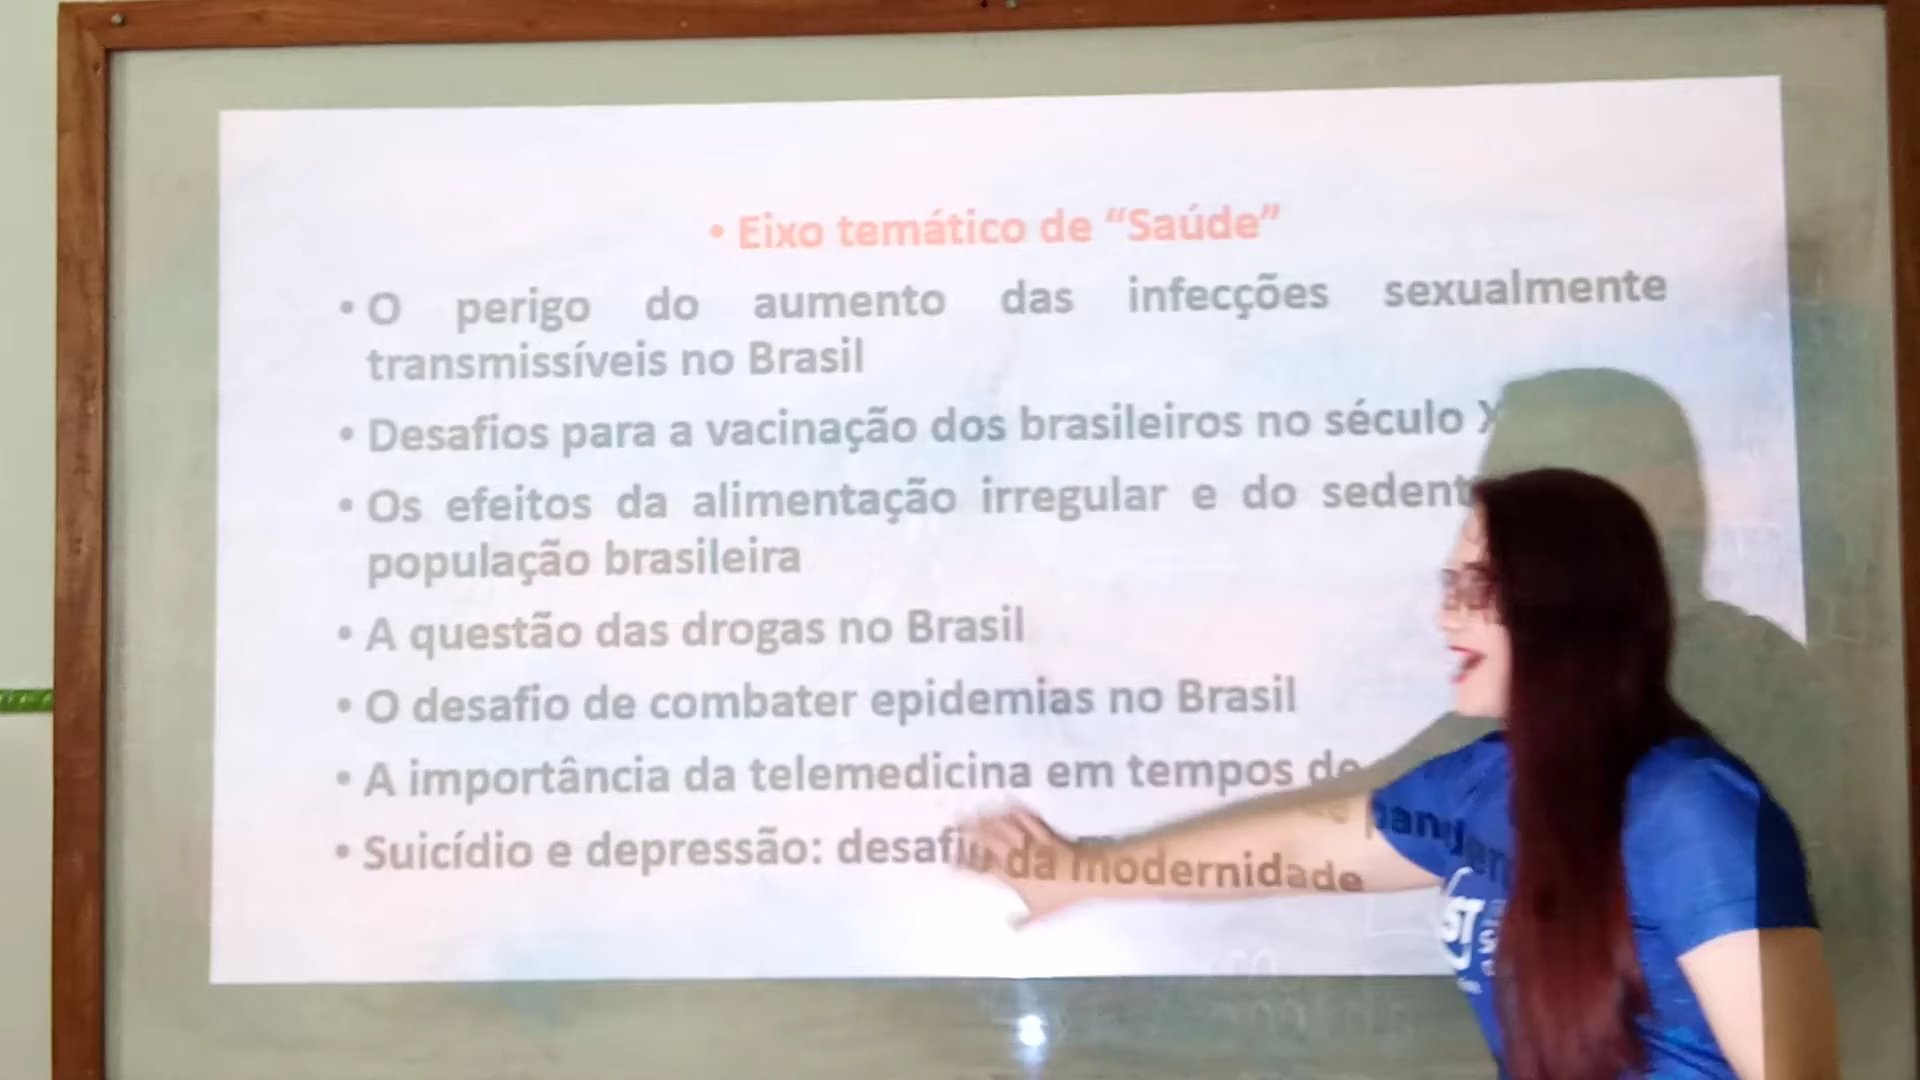 • Eixo temático de “Saúde”
• O perigo do aumento das infecções sexualmente
transmissíveis no Brasil
• Desafios para a vacinação dos brasileiros no século
• Os efeitos da alimentação irregular e do
população brasileira
• A questão das drogas no Brasil
• O desafio de combater epidemias no Brasil
• A importância da telemedicina em tempos de
• Suicídio e depressão: desafio da modernidade
ST